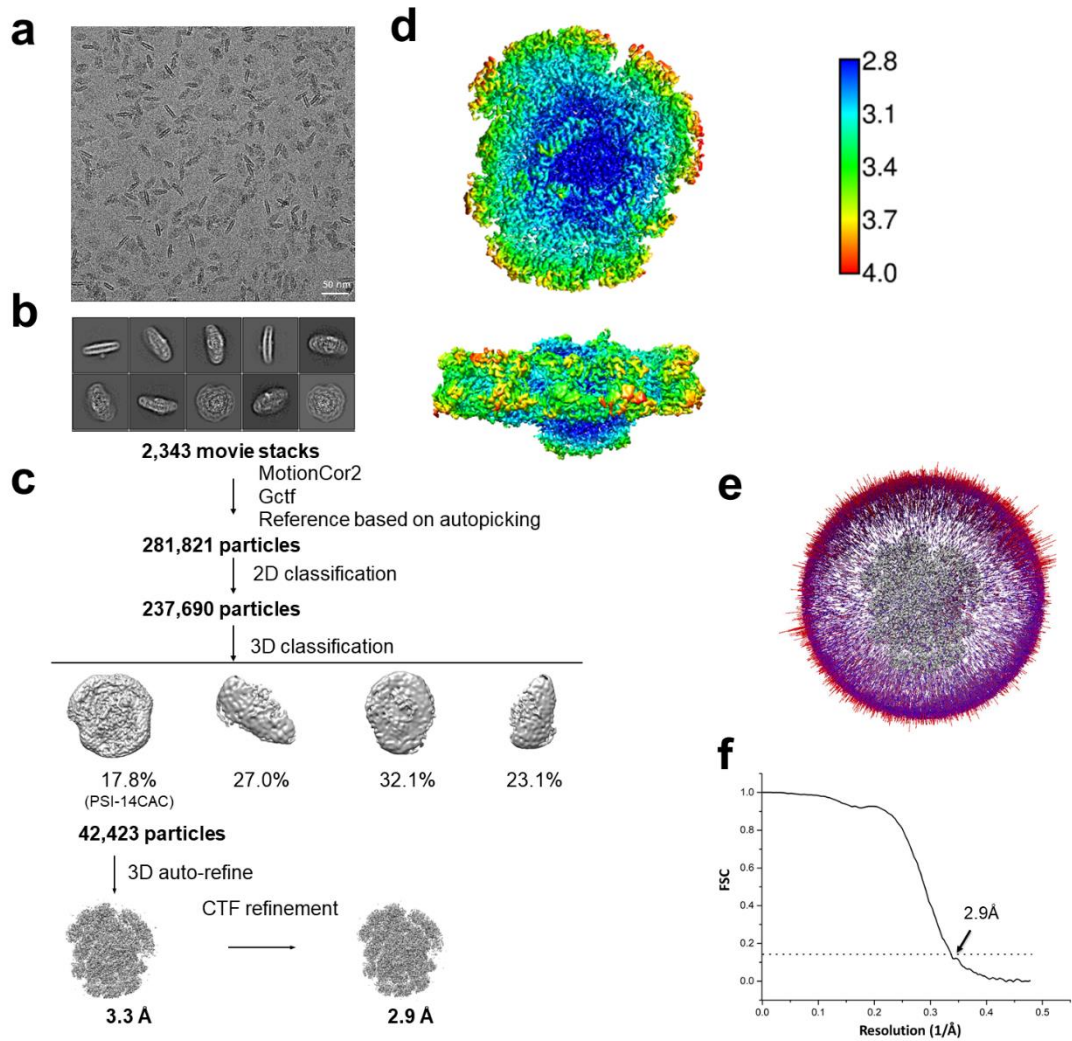 a
50 nm
b
2,343 movie stacks
c
MotionCor2
Gctf
Reference based on autopicking
281,821 particles
2D classification
237,690 particles
3D classification
17.8%
27.0%
32.1%
23.1%
(PSI-14CAC)
42,423 particles
3D auto-refine
CTF refinement
3.3 Å
2.9 Å
d
2.8
3.1
3.4
3.7
4.0
e
f
1.0
0.8
0.6
0.4
0.2
0.0
FSC
2.9Å
0.0 0.1 0.2 0.3 0.4 0.5
Resolution (1/Å)